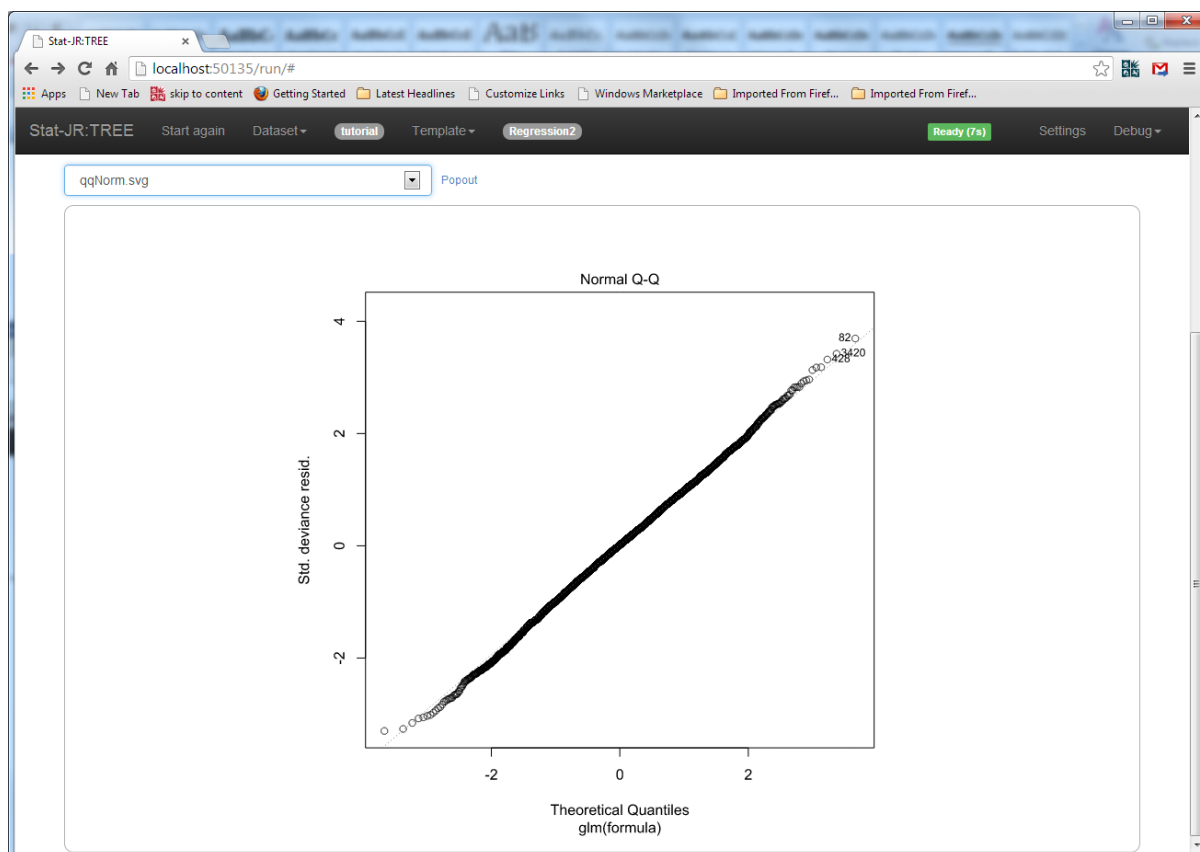 Stat-JR:TREE
localhost:50135/run/#
Apps New Tab skip to content Getting Started Latest Headlines Customize Links Windows Marketplace Imported From Firef... Imported From Firef...
Stat-JR:TREE Start again Dataset tutorial Template Regression2 Ready (7s) Settings Debug
qqNorm.svg Popout
Normal Q-Q
4
82
3420
428
2
Std. deviance resid.
0
-2
-2 0 2
Theoretical Quantiles
glm(formula)